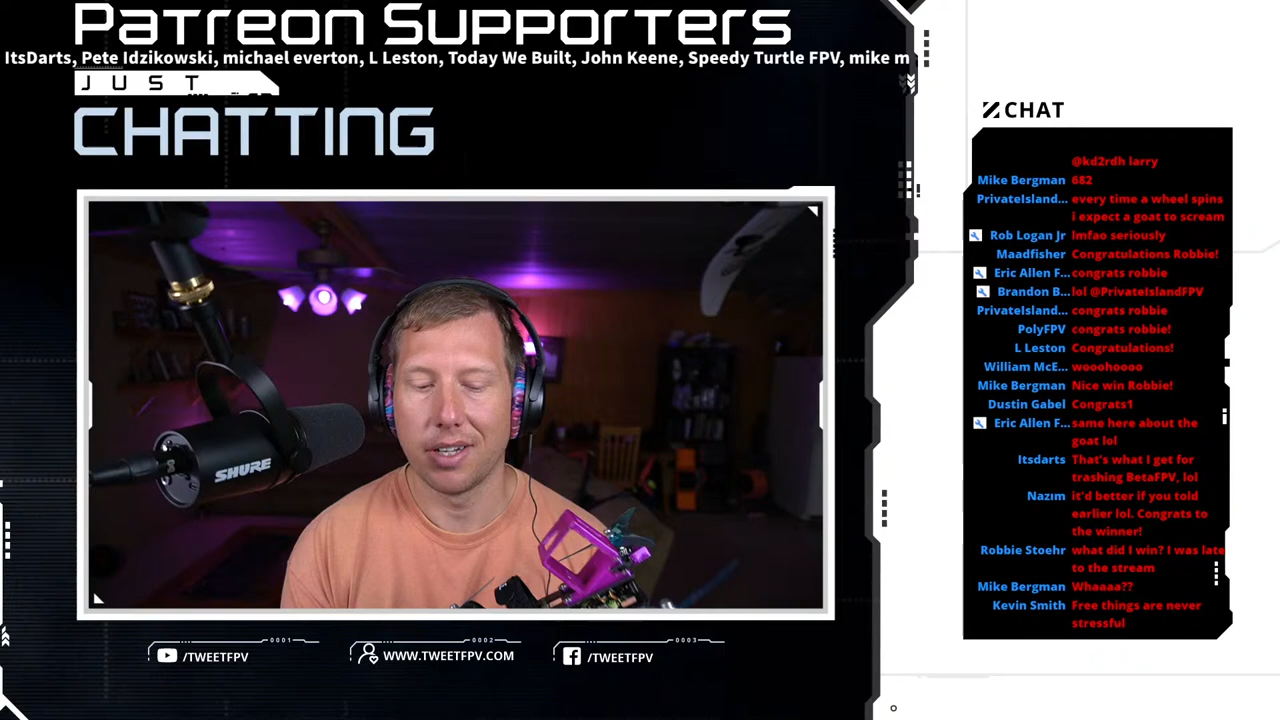 Patreon Supporters
ItsDarts, Pete Idzikowski, michael everton, L Leston, Today We Built, John Keene, Speedy Turtle FPV, mike m
JUST
CHATTING
SHURE
0001
/TWEETFPV
0002
WWW.TWEETFPV.COM
0003
/TWEETFPV
CHAT
@kd2rdh larry
Mike Bergman 682
PrivateIsland... every time a wheel spins
i expect a goat to scream
Rob Logan Jr lmfao seriously
Maadfisher Congratulations Robbie!
Eric Allen F... congrats robbie
Brandon B... lol @PrivateIslandFPV
PrivateIsland... congrats robbie
PolyFPV congrats robbie!
L Leston Congratulations!
William McE... wooohoooo
Mike Bergman Nice win Robbie!
Dustin Gabel Congrats1
Eric Allen F... same here about the
goat lol
Itsdarts That's what I get for
trashing BetaFPV, lol
Nazım it'd better if you told
earlier lol. Congrats to
the winner!
Robbie Stoehr what did I win? I was late
to the stream
Mike Bergman Whaaaa??
Kevin Smith Free things are never
stressful